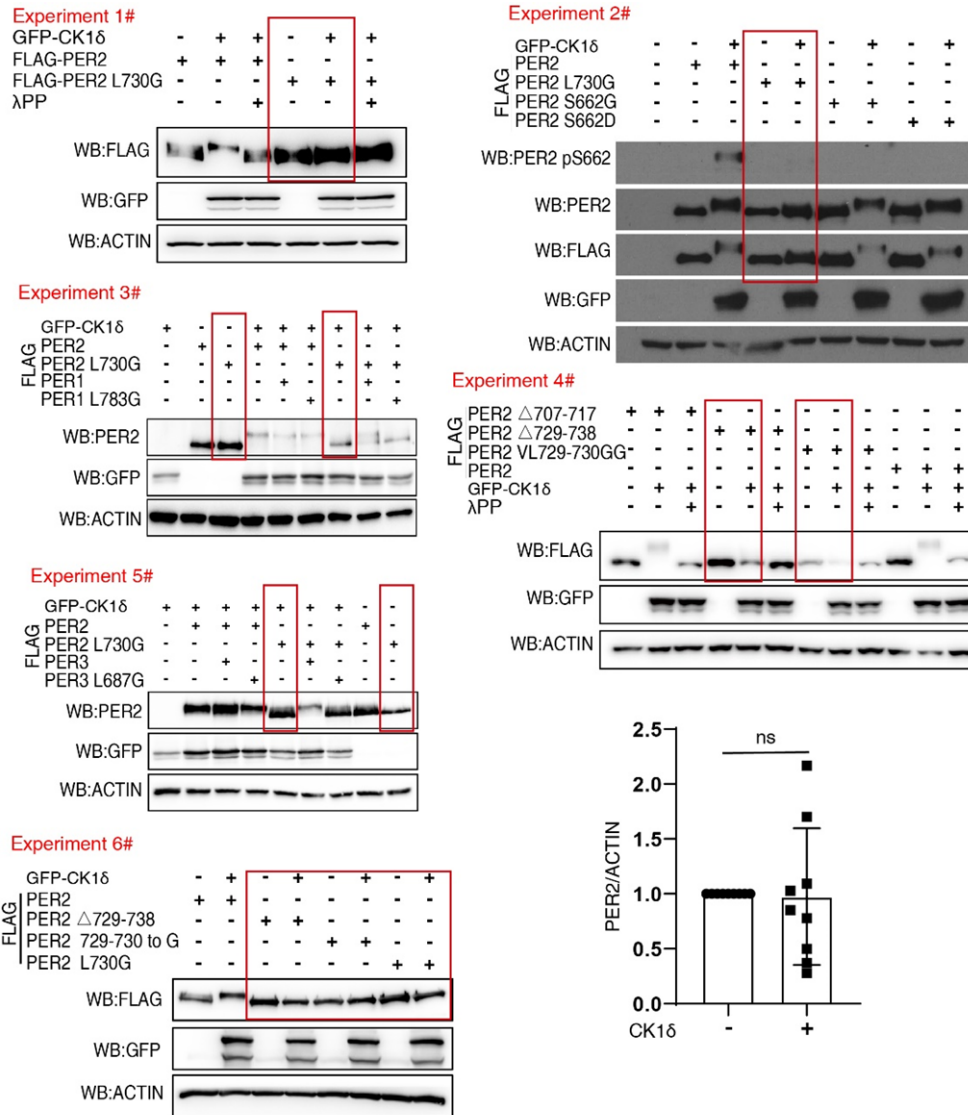 Experiment 1#
GFP-CK1δ - + + - + +
FLAG-PER2 + + + - - -
FLAG-PER2 L730G - - - + + +
λPP - - + - - +
WB:FLAG
WB:GFP
WB:ACTIN
Experiment 2#
GFP-CK1δ - - + - + - + - +
FLAG
PER2 - + + - - - - - -
PER2 L730G - - - + + - - - -
PER2 S662G - - - - - + + - -
PER2 S662D - - - - - - - + +
WB:PER2 pS662
WB:PER2
WB:FLAG
WB:GFP
WB:ACTIN
Experiment 3#
GFP-CK1δ + - - + + + + + +
FLAG
PER2 - + - + + + - - -
PER2 L730G - - + - - - + + +
PER1 - - - - + - - + -
PER1 L783G - - - - - + - - +
WB:PER2
WB:GFP
WB:ACTIN
Experiment 4#
FLAG
PER2 △707-717 + + + - - - - - - - - -
PER2 △729-738 - - - + + + - - - - - -
PER2 VL729-730GG - - - - - - + + + - - -
PER2 - - - - - - - - - + + +
GFP-CK1δ - + + - + + - + + - + +
λPP - - + - - + - - + - - +
WB:FLAG
WB:GFP
WB:ACTIN
Experiment 5#
GFP-CK1δ + + + + + + + - -
FLAG
PER2 - + + + - - - + -
PER2 L730G - - - - + + + - +
PER3 - - + - - + - - -
PER3 L687G - - - + - - + - -
WB:PER2
WB:GFP
WB:ACTIN
Experiment 6#
GFP-CK1δ - + - + - + - +
FLAG
PER2 + + - - - - - -
PER2 △729-738 - - + + - - - -
PER2 729-730 to G - - - - + + - -
PER2 L730G - - - - - - + +
WB:FLAG
WB:GFP
WB:ACTIN
ns
PER2/ACTIN
2.5
2.0
1.5
1.0
0.5
0.0
CK1δ - +